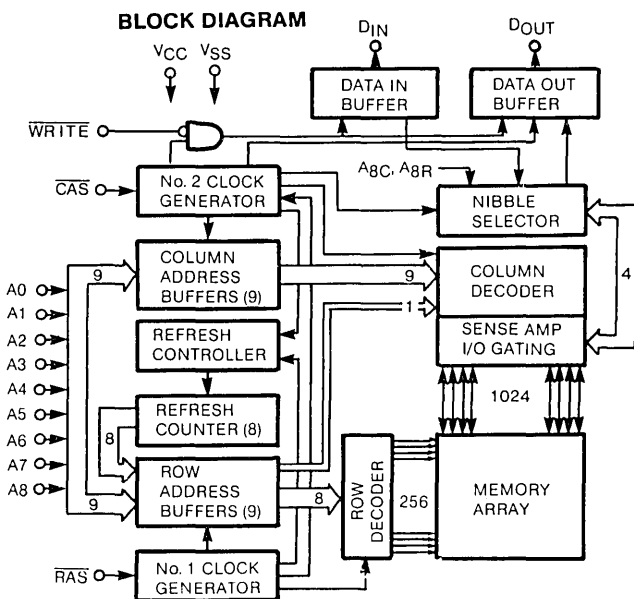 BLOCK DIAGRAM
VCC
VSS
DIN
DOUT
DATA IN
BUFFER
DATA OUT
BUFFER
WRITE
A8C, A8R
CAS
No. 2 CLOCK
GENERATOR
NIBBLE
SELECTOR
9
COLUMN
ADDRESS
BUFFERS (9)
9
COLUMN
DECODER
4
1
A0
A1
A2
A3
A4
A5
A6
A7
A8
REFRESH
CONTROLLER
SENSE AMP
I/O GATING
1024
REFRESH
COUNTER (8)
8
ROW
ADDRESS
BUFFERS (9)
9
8
ROW
DECODER
256
MEMORY
ARRAY
RAS
No. 1 CLOCK
GENERATOR